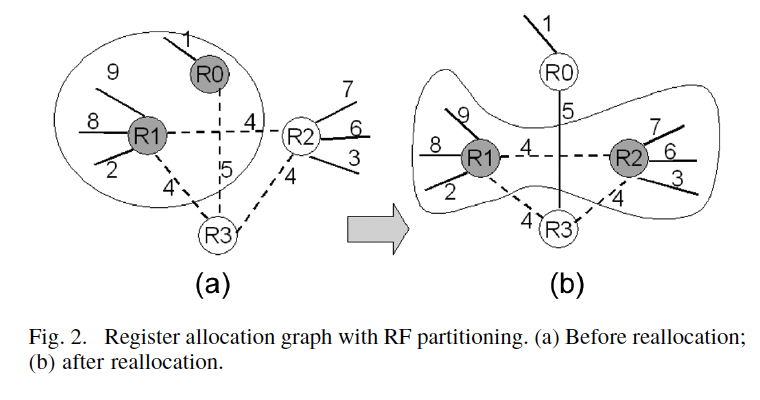 1
9
R0
7
8
4
6
R1
R2
3
2
5
4
4
R3
(a)
1
R0
5
9
7
8
4
6
R1
R2
3
2
4
4
R3
(b)
Fig. 2. Register allocation graph with RF partitioning. (a) Before reallocation;
(b) after reallocation.